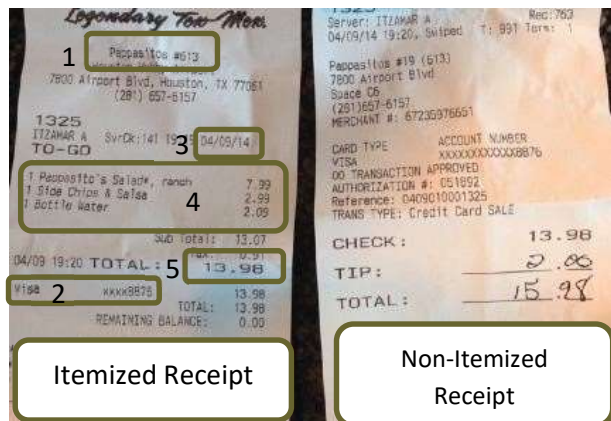 Legendary Tex Mex.
1
Pappasitos #613
7800 Airport Blvd, Houston, TX 77061
(281) 657-6157
1325
ITZAMAR A SvrCk:141 3 04/09/14
TO-GO
1 Pappasito's Salad*, ranch 7.99
1 Side Chips & Salsa 2.99
1 Bottle Water 2.09
4
Sub Total: 13.07
Tax: 0.91
04/09 19:20 TOTAL: 5 13.98
Visa 2 XXXX8876 13.98
TOTAL: 13.98
REMAINING BALANCE: 0.00
Itemized Receipt
1325
Server: ITZAMAR A Rec:763
04/09/14 19:20, Swiped T: 991 Term: 1
Pappasitos #19 (613)
7800 Airport Blvd
Space C6
(281)657-6157
MERCHANT #: 67235976651
CARD TYPE ACCOUNT NUMBER
VISA XXXXXXXXXXXX8876
00 TRANSACTION APPROVED
AUTHORIZATION #: 051892
Reference: 0409010001325
TRANS TYPE: Credit Card SALE
CHECK: 13.98
TIP: 2.00
TOTAL: 15.98
Non-Itemized
Receipt